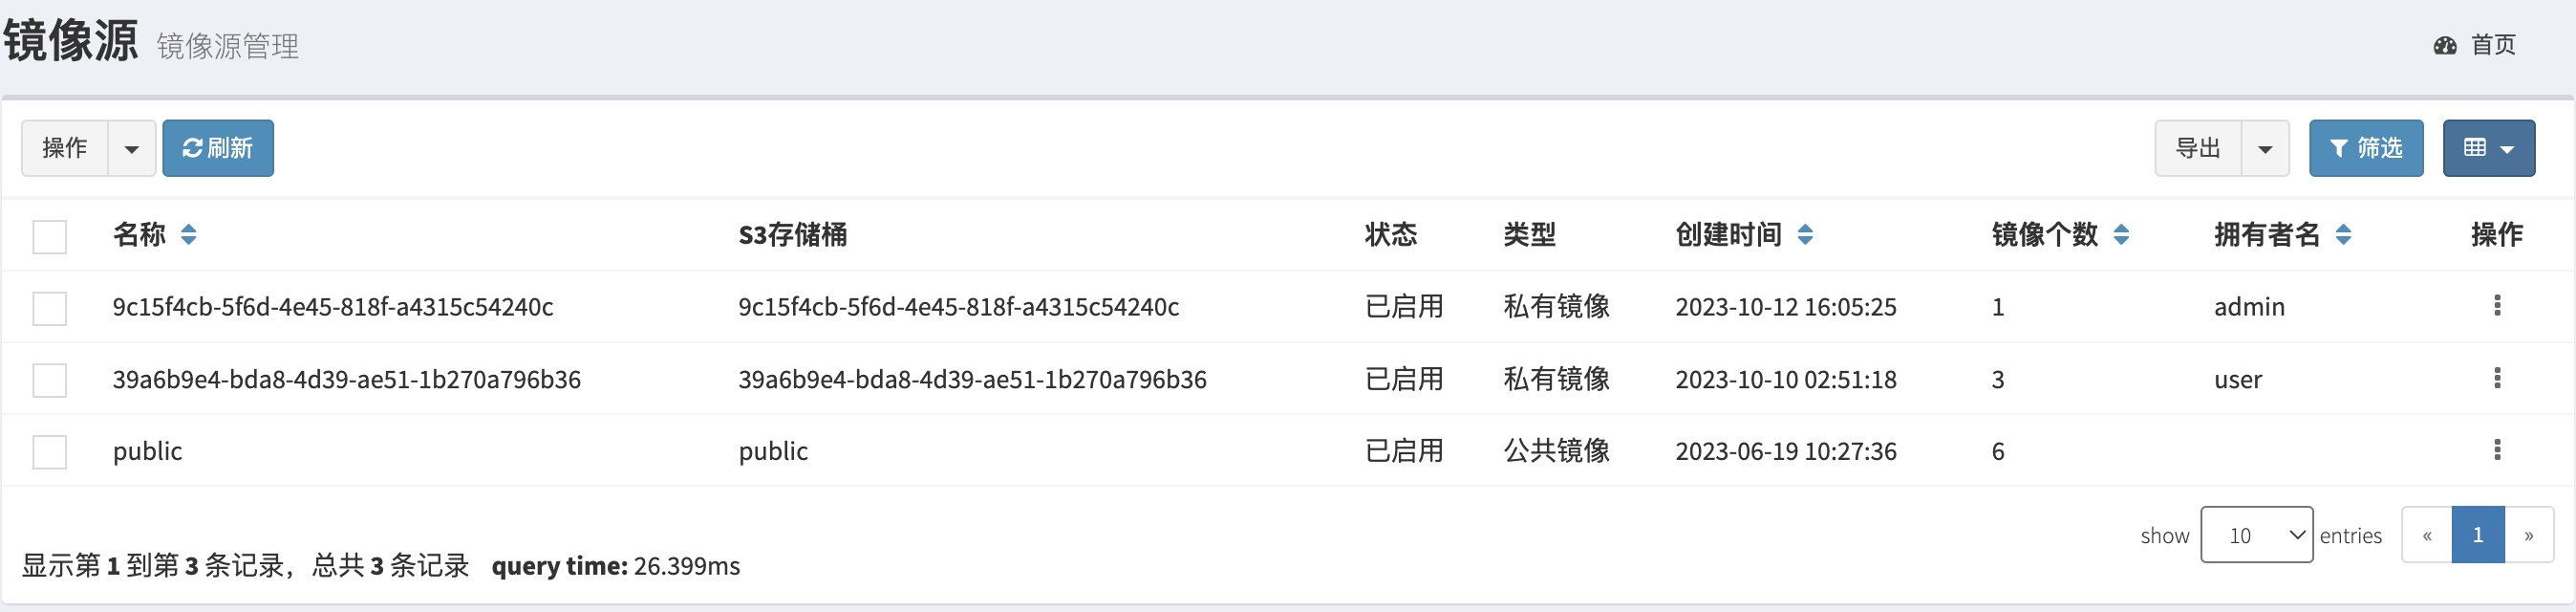 镜像源 镜像源管理 首页
操作 刷新 导出 筛选
名称 S3存储桶 状态 类型 创建时间 镜像个数 拥有者名 操作
9c15f4cb-5f6d-4e45-818f-a4315c54240c 9c15f4cb-5f6d-4e45-818f-a4315c54240c 已启用 私有镜像 2023-10-12 16:05:25 1 admin
39a6b9e4-bda8-4d39-ae51-1b270a796b36 39a6b9e4-bda8-4d39-ae51-1b270a796b36 已启用 私有镜像 2023-10-10 02:51:18 3 user
public public 已启用 公共镜像 2023-06-19 10:27:36 6
show 10 entries « 1 »
显示第 1 到第 3 条记录，总共 3 条记录 query time: 26.399ms